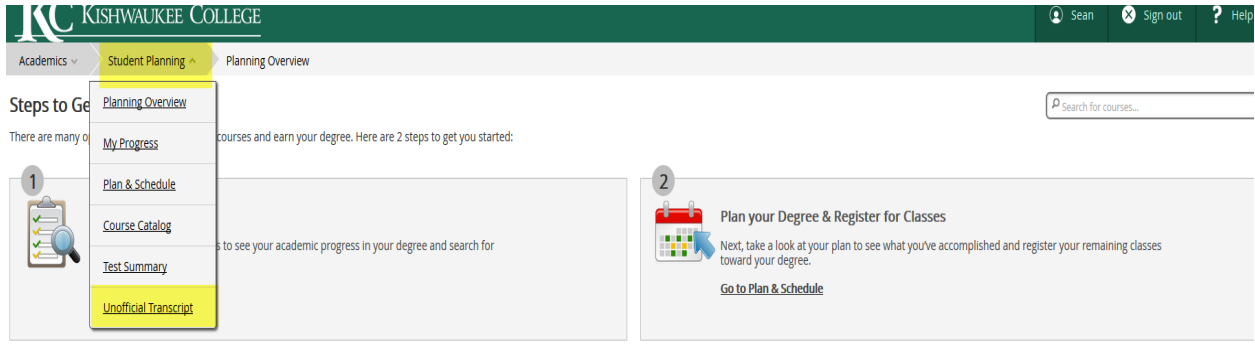 KC KISHWAUKEE COLLEGE
Sean Sign out ? Help
Academics Student Planning Planning Overview
Steps to Ge
Search for courses...
There are many o courses and earn your degree. Here are 2 steps to get you started:
Planning Overview
My Progress
Plan & Schedule
Course Catalog
Test Summary
Unofficial Transcript
1
s to see your academic progress in your degree and search for
2
Plan your Degree & Register for Classes
Next, take a look at your plan to see what you've accomplished and register your remaining classes
toward your degree.
Go to Plan & Schedule